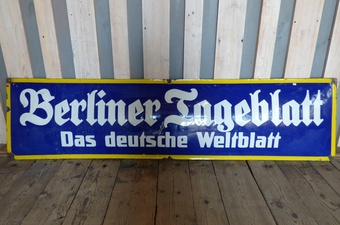 Berliner Tageblatt
Das deutsche Weltblatt